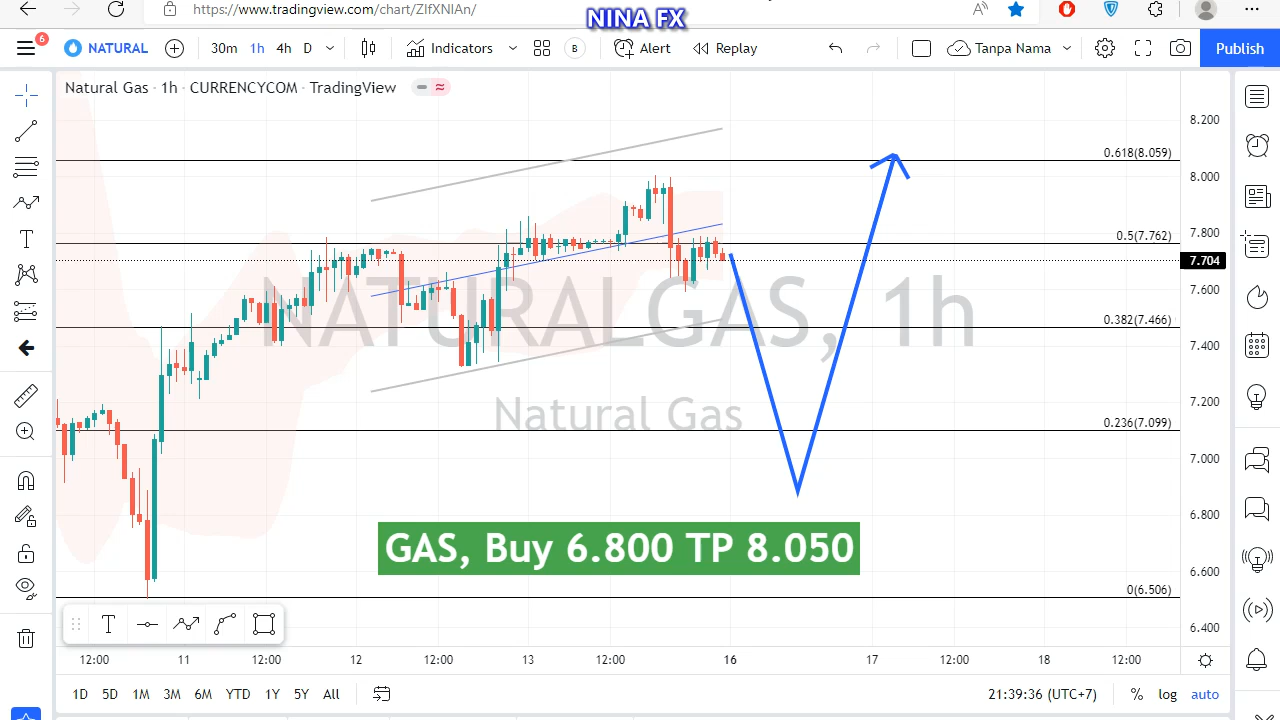 https://www.tradingview.com/chart/ZIfXNIAn/
NINA FX
6
NATURAL 30m 1h 4h D Indicators B Alert Replay Tanpa Nama Publish
Natural Gas · 1h · CURRENCYCOM · TradingView
8.200
0.618(8.059)
8.000
7.800
0.5(7.762)
7.704
7.600
NATURALGAS, 1h
0.382(7.466)
7.400
7.200
Natural Gas
0.236(7.099)
7.000
6.800
GAS, Buy 6.800 TP 8.050
6.600
0(6.506)
6.400
12:00 11 12:00 12 12:00 13 12:00 16 17 12:00 18 12:00
1D 5D 1M 3M 6M YTD 1Y 5Y All 21:39:36 (UTC+7) % log auto